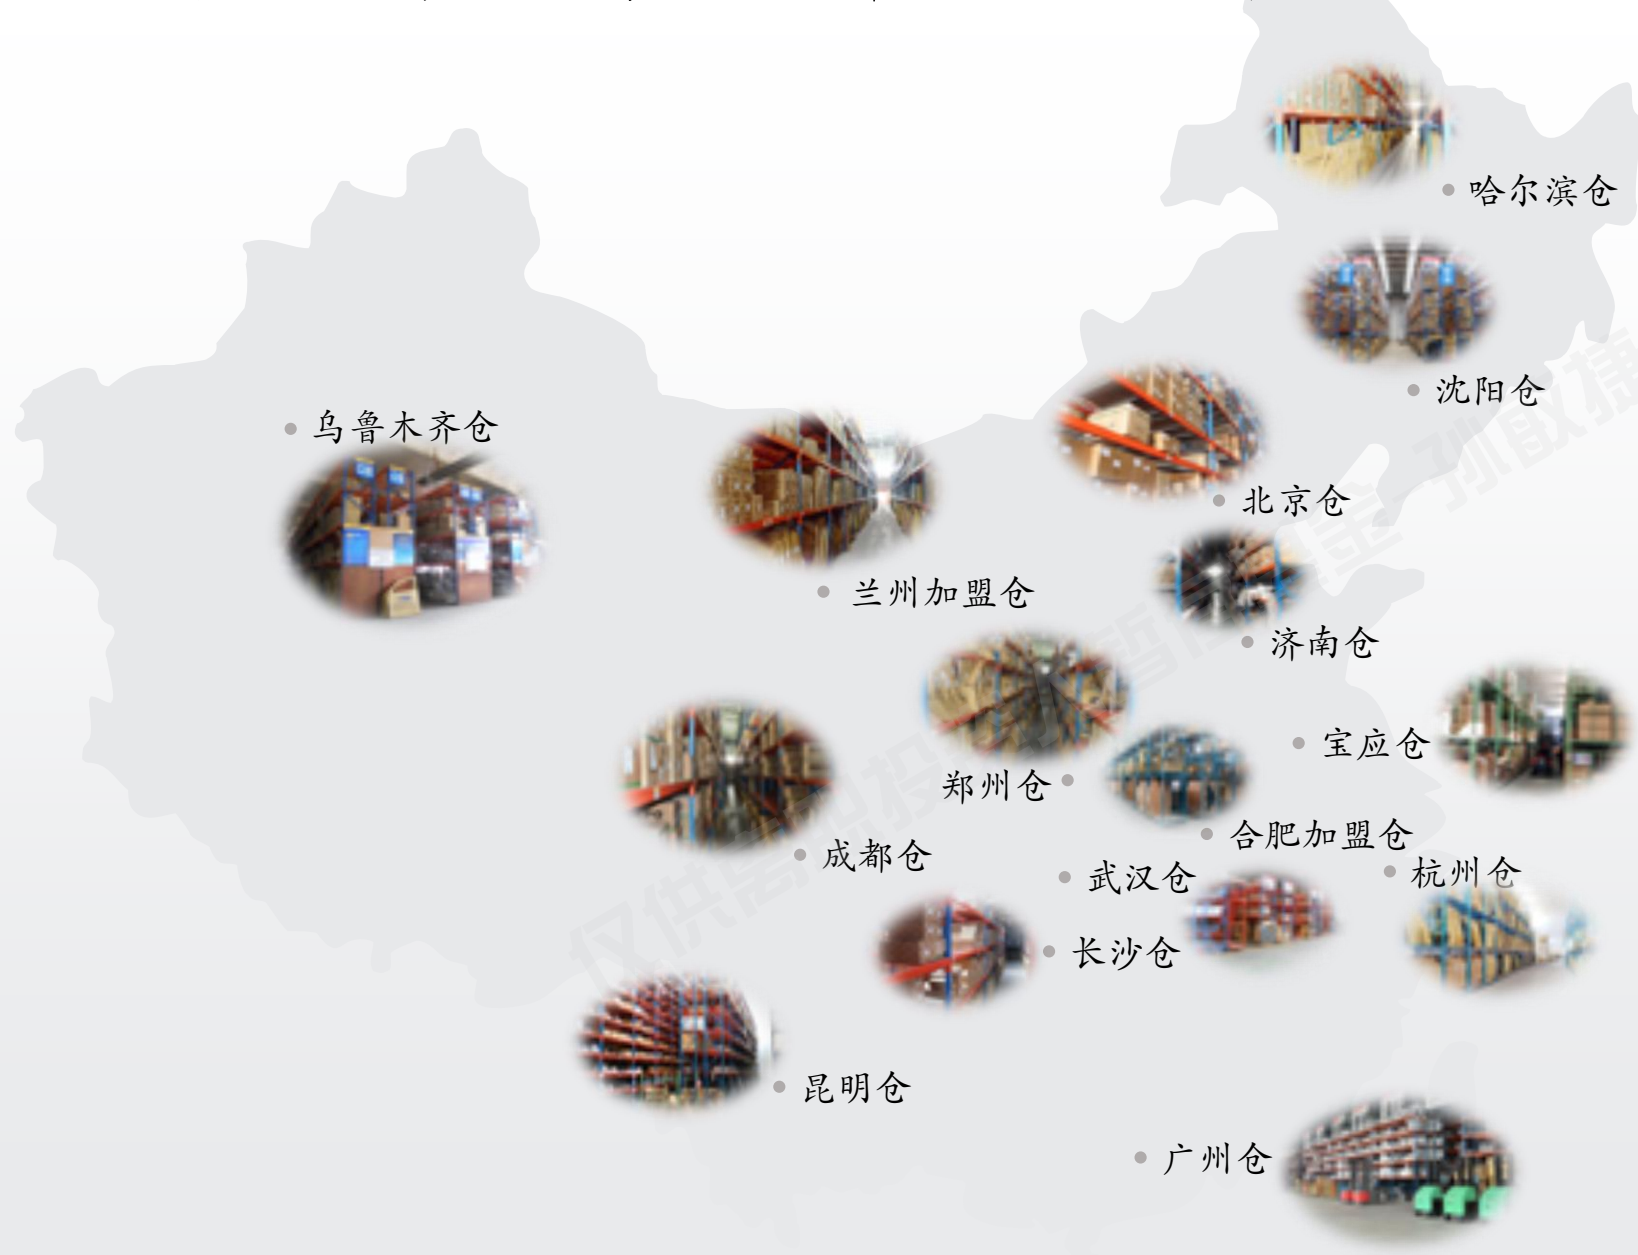 哈尔滨仓
沈阳仓
乌鲁木齐仓
北京仓
兰州加盟仓
济南仓
宝应仓
郑州仓
合肥加盟仓
成都仓
杭州仓
武汉仓
长沙仓
昆明仓
广州仓